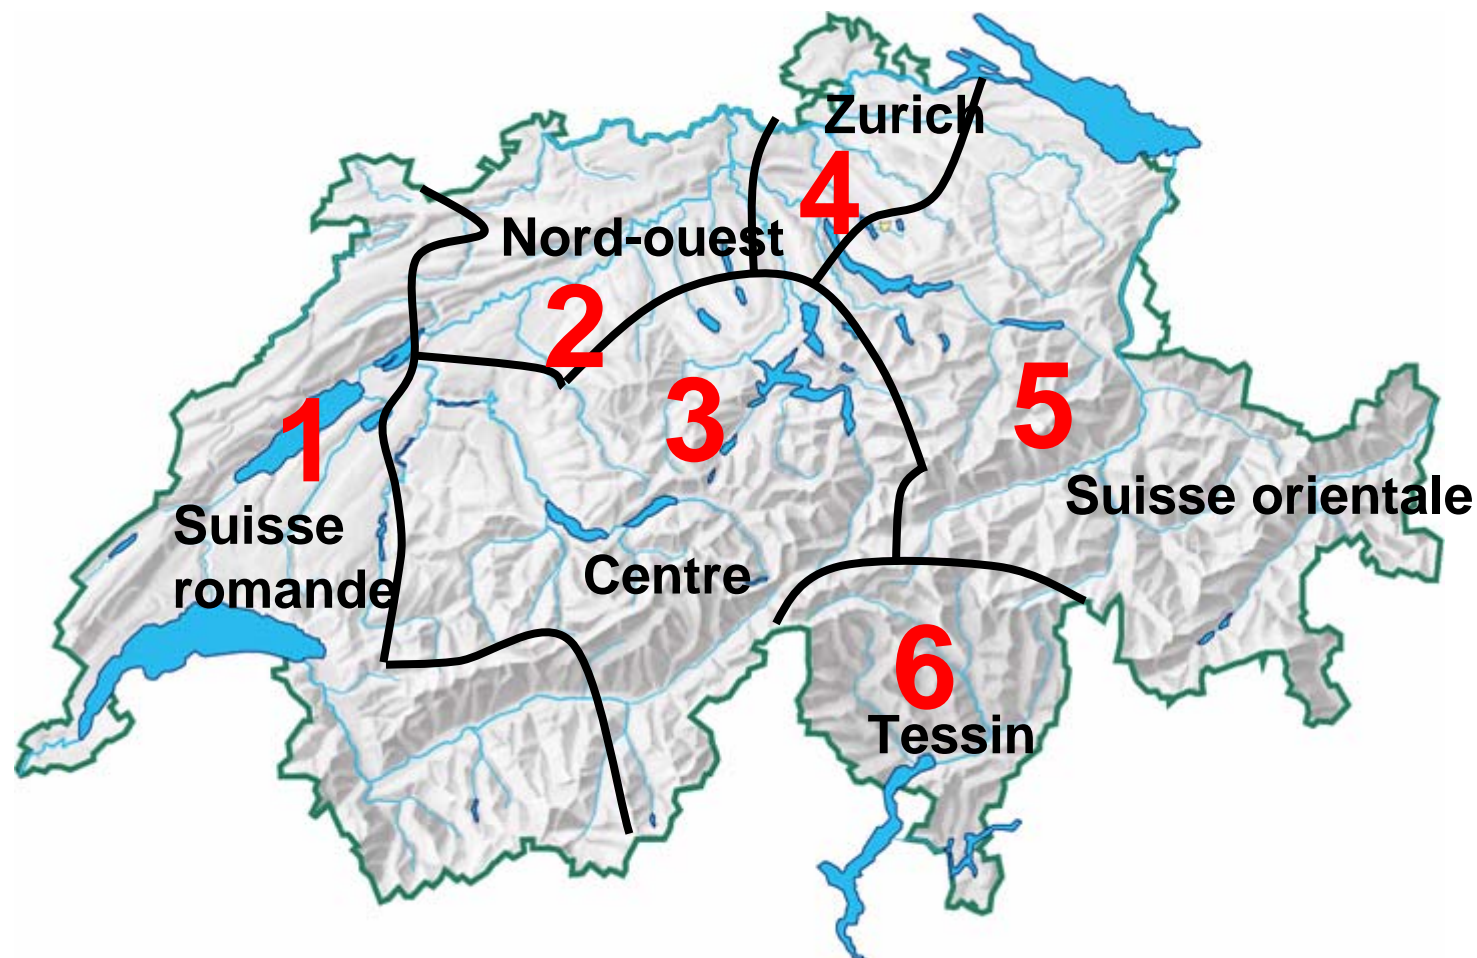 Zurich
4
Nord-ouest
2
1
3
5
Suisse
romande
Suisse orientale
Centre
6
Tessin